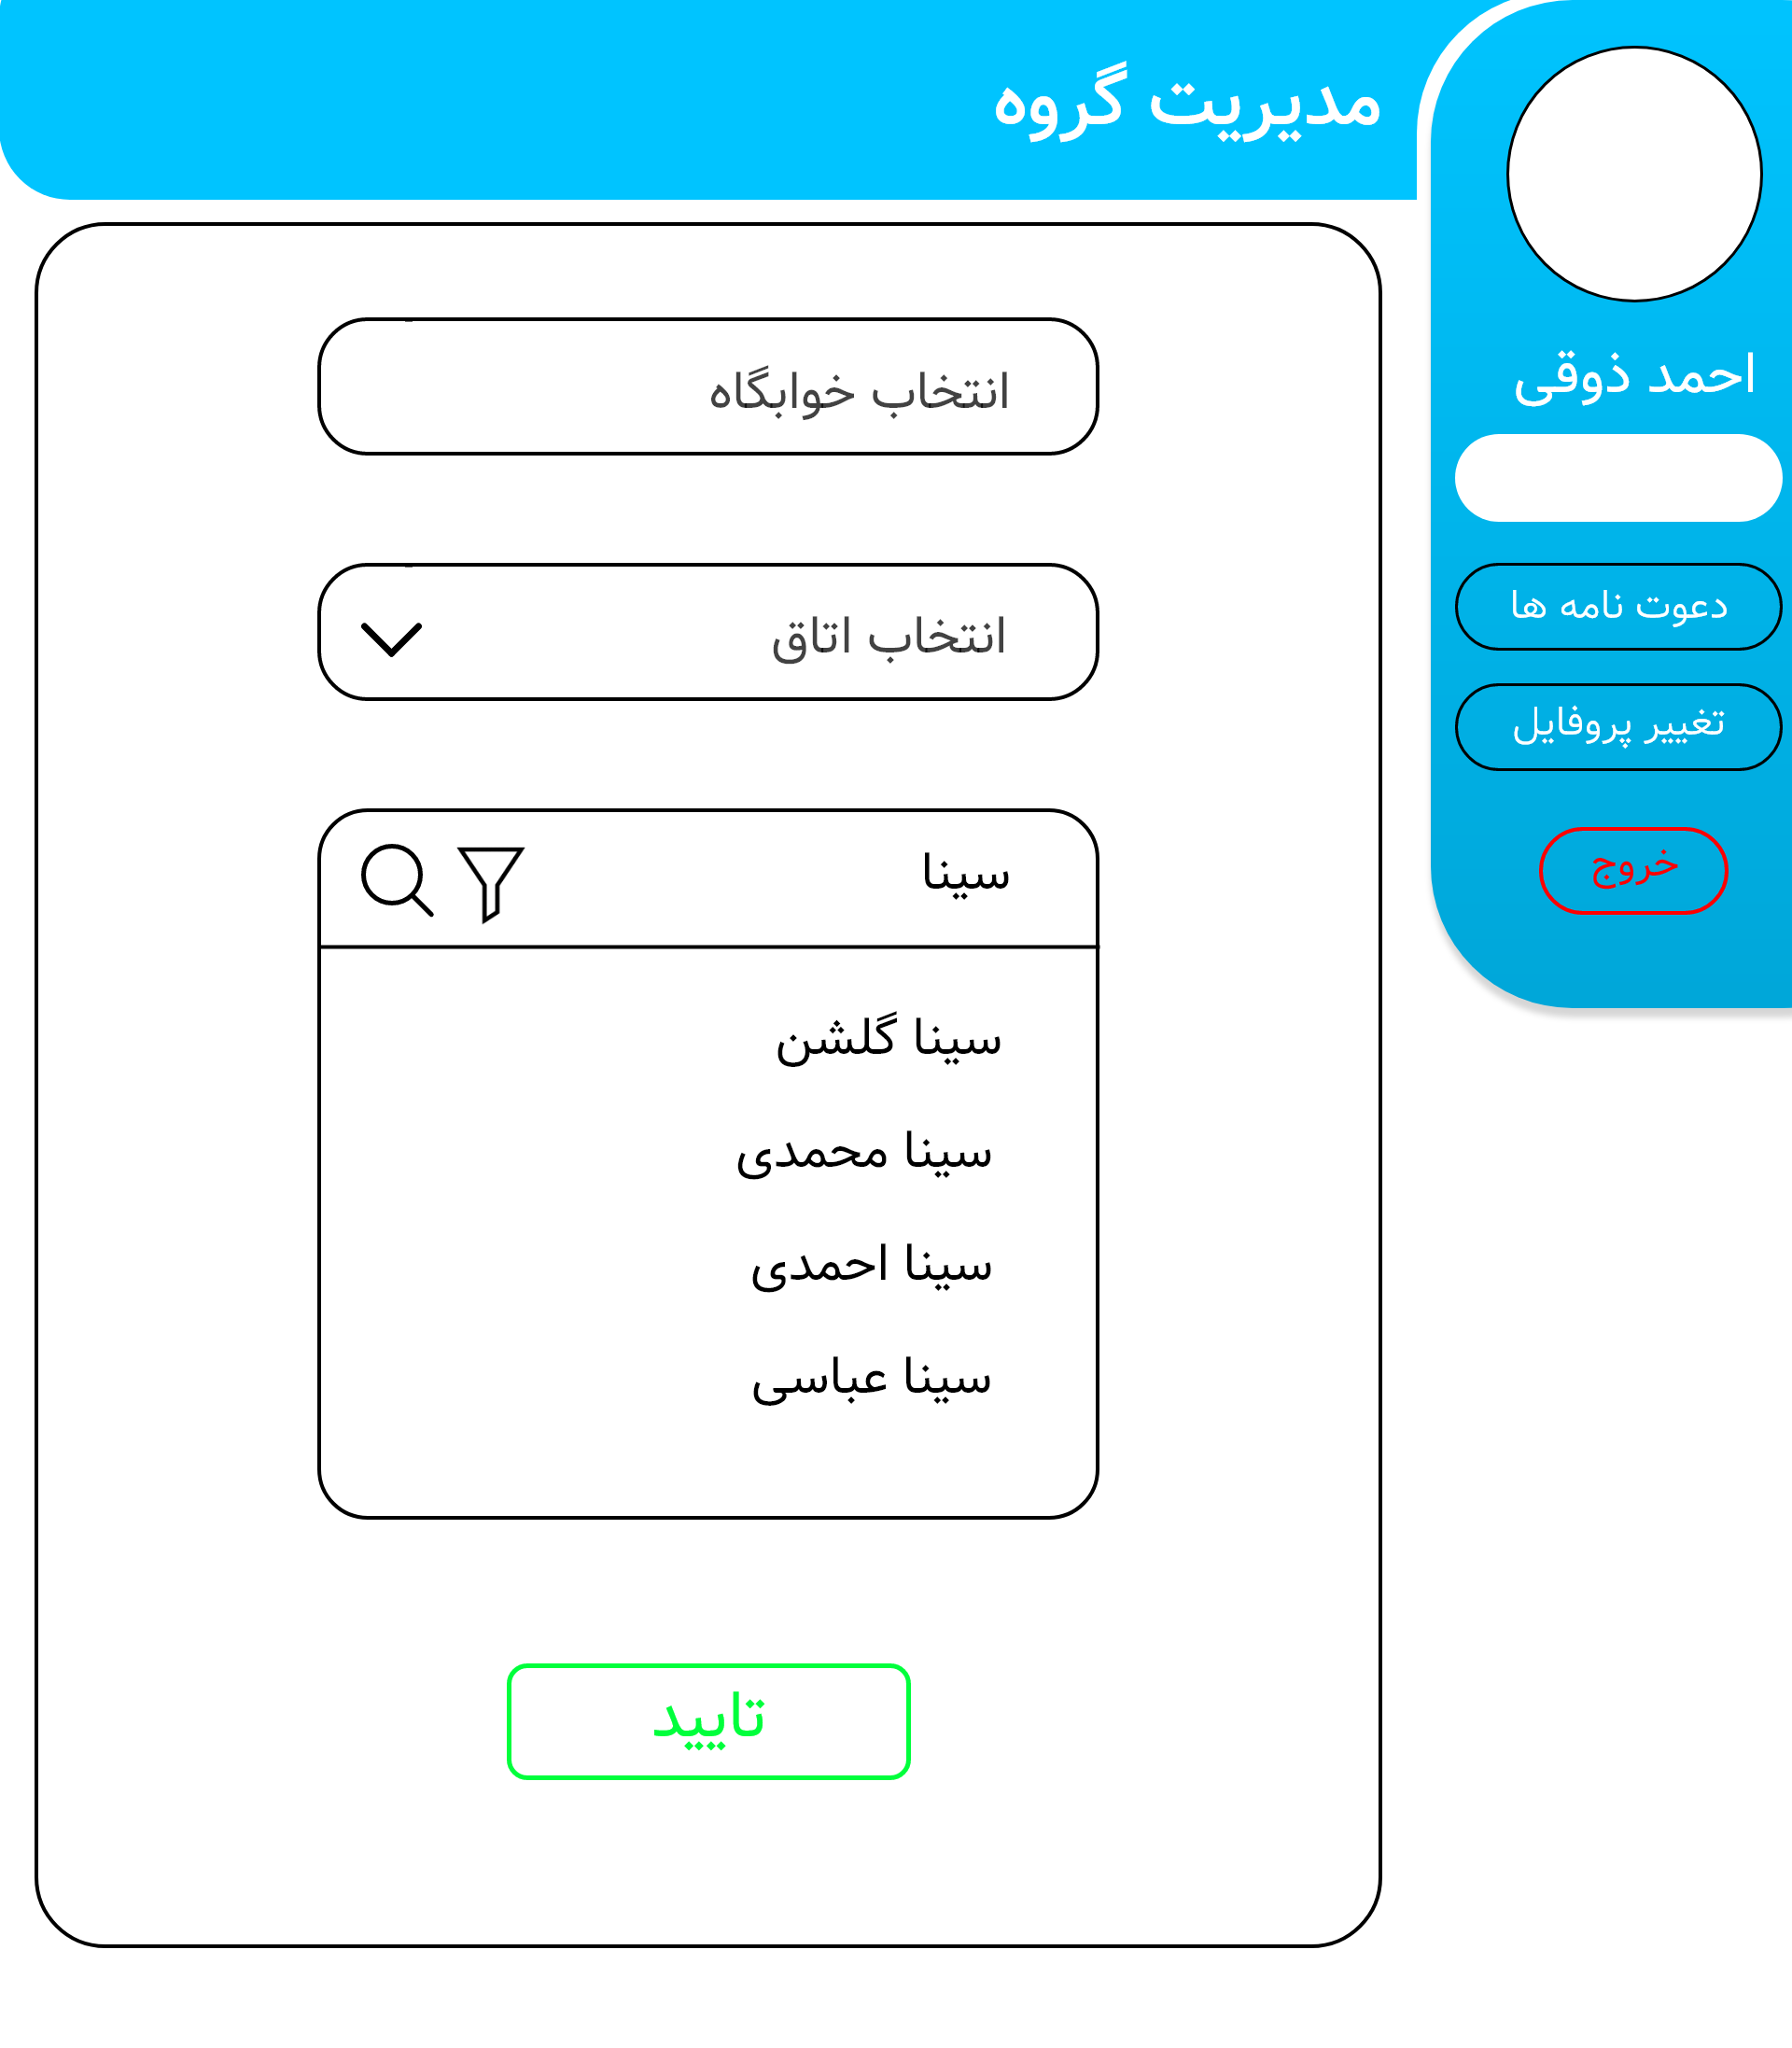 مدیریت گروه
احمد ذوقی
دعوت نامه ها
تغییر پروفایل
خروج
انتخاب خوابگاه
انتخاب اتاق
سینا
سینا گلشن
سینا محمدی
سینا احمدی
سینا عباسی
تایید